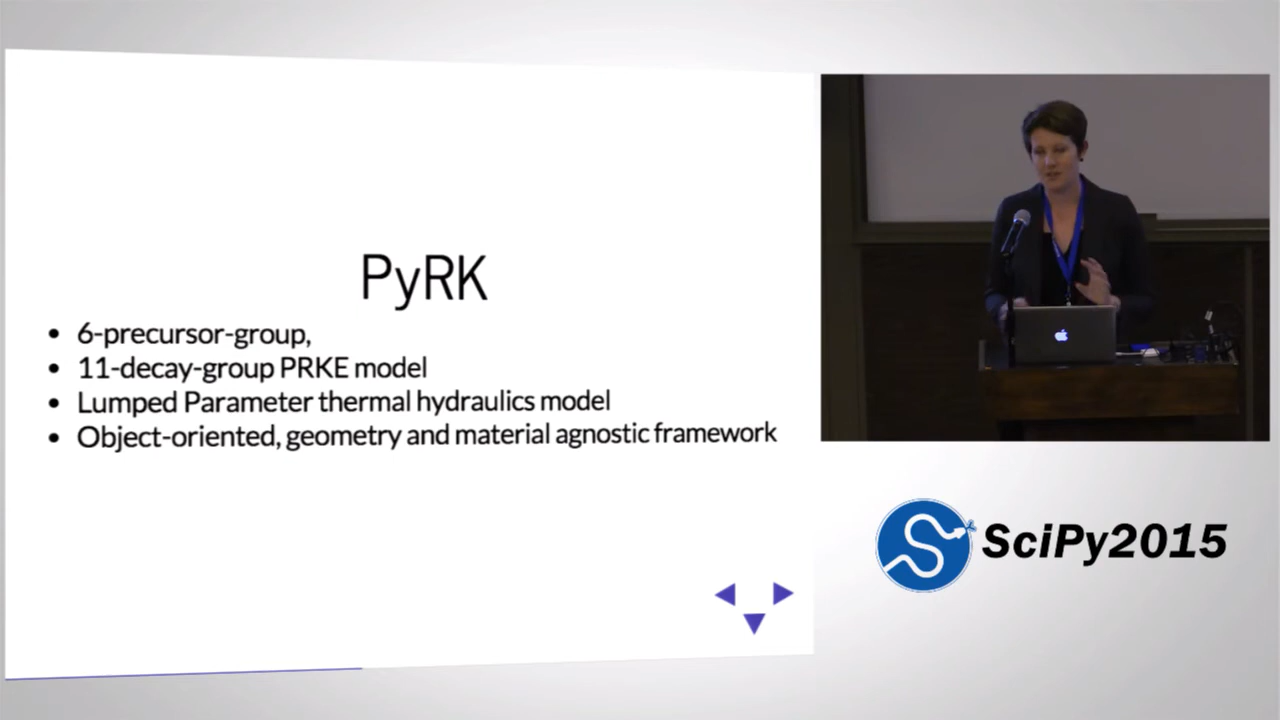 PyRK
6-precursor-group,
11-decay-group PRKE model
Lumped Parameter thermal hydraulics model
Object-oriented, geometry and material agnostic framework
SciPy2015